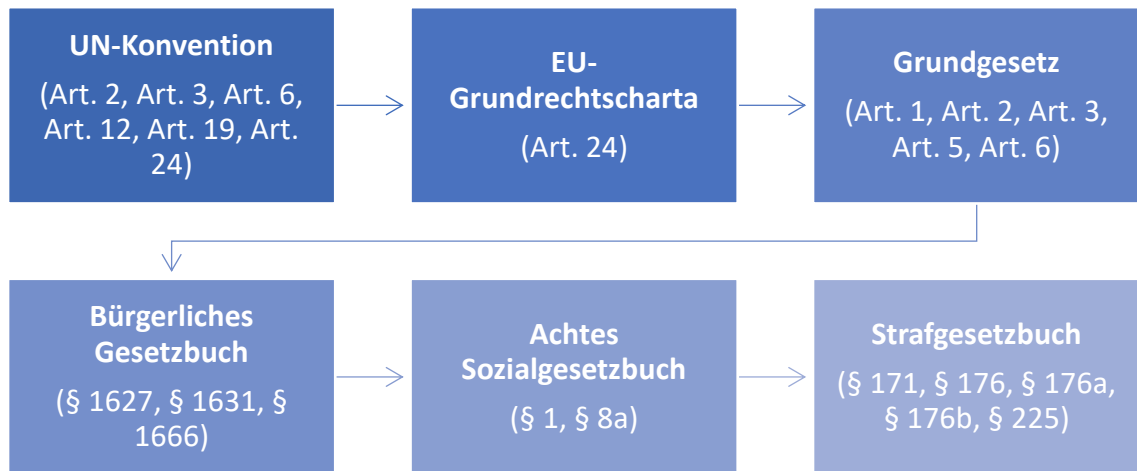 UN-Konvention
(Art. 2, Art. 3, Art. 6,
Art. 12, Art. 19, Art.
24)
EU-
Grundrechtscharta
(Art. 24)
Grundgesetz
(Art. 1, Art. 2, Art. 3,
Art. 5, Art. 6)
Bürgerliches
Gesetzbuch
(§ 1627, § 1631, §
1666)
Achtes
Sozialgesetzbuch
(§ 1, § 8a)
Strafgesetzbuch
(§ 171, § 176, § 176a,
§ 176b, § 225)